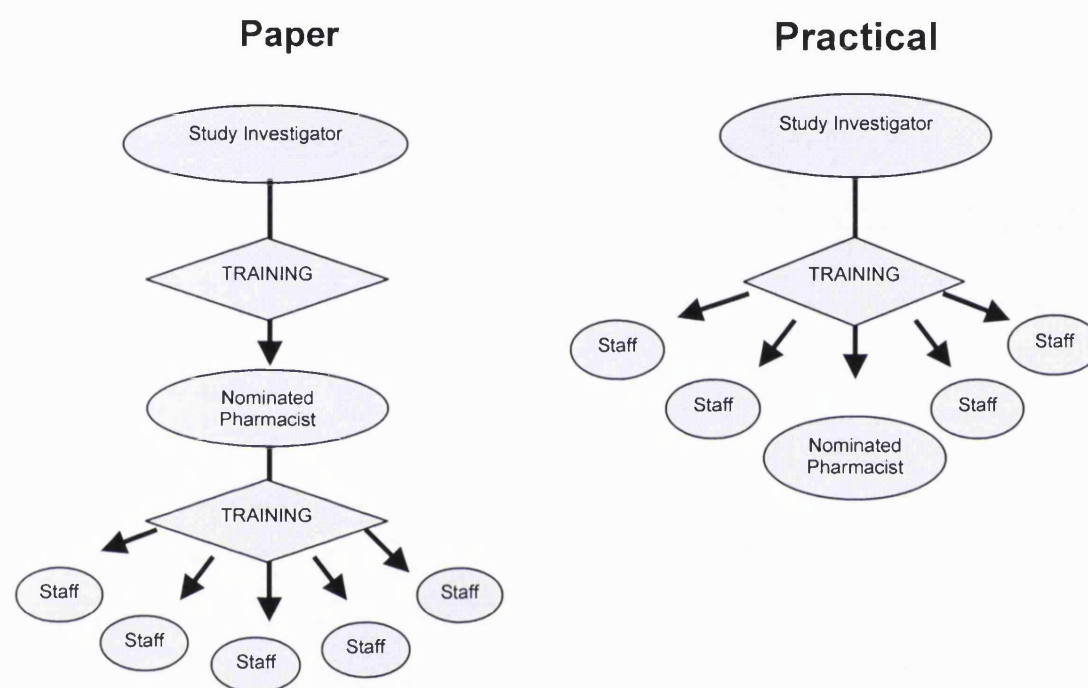 Paper
Study Investigator
TRAINING
Nominated
Pharmacist
TRAINING
Staff
Staff
Staff
Staff
Staff
Practical
Study Investigator
TRAINING
Staff
Staff
Nominated
Pharmacist
Staff
Staff